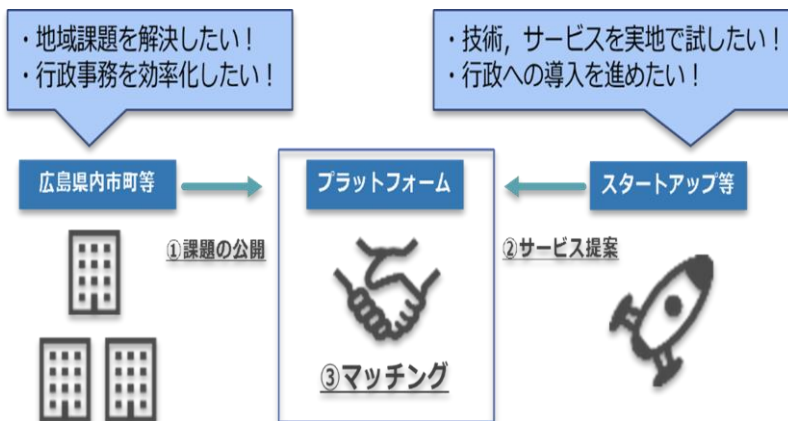 ・地域課題を解決したい！
・行政事務を効率化したい！
・技術，サービスを実地で試したい！
・行政への導入を進めたい！
広島県内市町等
プラットフォーム
スタートアップ等
①課題の公開
②サービス提案
③マッチング